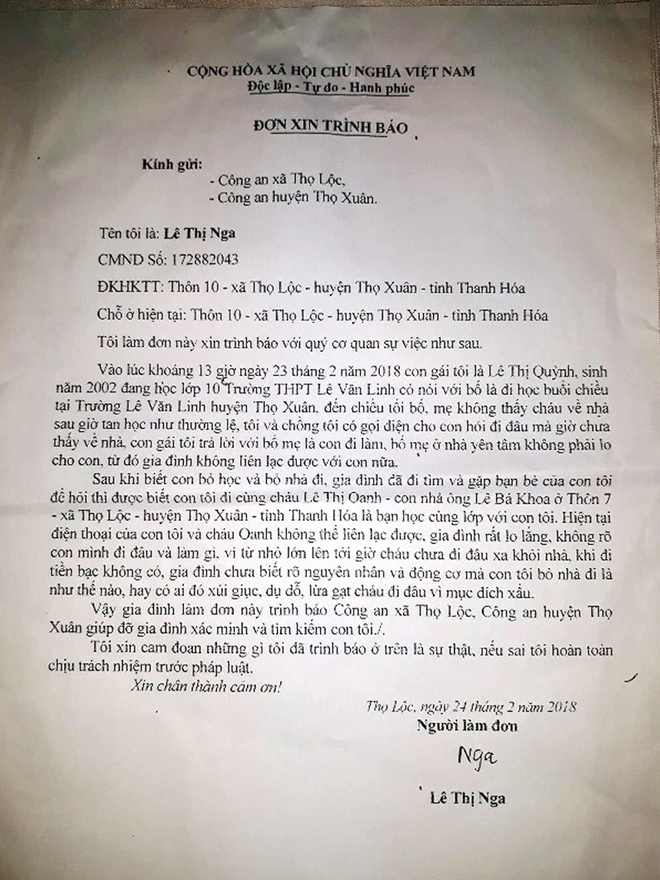 CỘNG HÒA XÃ HỘI CHỦ NGHĨA VIỆT NAM
Độc lập - Tự do - Hạnh phúc
ĐƠN XIN TRÌNH BÁO
Kính gửi:
- Công an xã Thọ Lộc,
- Công an huyện Thọ Xuân.
Tên tôi là: Lê Thị Nga
CMND Số: 172882043
ĐKHKTT: Thôn 10 - xã Thọ Lộc - huyện Thọ Xuân - tỉnh Thanh Hóa
Chỗ ở hiện tại: Thôn 10 - xã Thọ Lộc - huyện Thọ Xuân - tỉnh Thanh Hóa
Tôi làm đơn này xin trình báo với quý cơ quan sự việc như sau.
Vào lúc khoảng 13 giờ ngày 23 tháng 2 năm 2018 con gái tôi là Lê Thị Quỳnh, sinh
năm 2002 đang học lớp 10 Trường THPT Lê Văn Linh có nói với bố là đi học buổi chiều
tại Trường Lê Văn Linh huyện Thọ Xuân, đến chiều tối bố, mẹ không thấy cháu về nhà
sau giờ tan học như thường lệ, tôi và chồng tôi có gọi điện cho con hỏi đi đâu mà giờ chưa
thấy về nhà, con gái tôi trả lời với bố mẹ là con đi làm, bố mẹ ở nhà yên tâm không phải lo
cho con, từ đó gia đình không liên lạc được với con nữa.
Sau khi biết con bỏ học và bỏ nhà đi, gia đình đã đi tìm và gặp bạn bè của con tôi
để hỏi thì được biết con tôi đi cùng cháu Lê Thị Oanh - con nhà ông Lê Bá Khoa ở Thôn 7
- xã Thọ Lộc - huyện Thọ Xuân - tỉnh Thanh Hóa là bạn học cùng lớp với con tôi. Hiện tại
điện thoại của con tôi và cháu Oanh không thể liên lạc được, gia đình rất lo lắng, không rõ
con mình đi đâu và làm gì, vì từ nhỏ lớn lên tới giờ cháu chưa đi đâu xa khỏi nhà, khi đi
tiền bạc không có, gia đình chưa biết rõ nguyên nhân và động cơ mà con tôi bỏ nhà đi là
như thế nào, hay có ai đó xúi giục, dụ dỗ, lừa gạt cháu đi đâu vì mục đích xấu.
Vậy gia đình làm đơn này trình báo Công an xã Thọ Lộc, Công an huyện Thọ
Xuân giúp đỡ gia đình xác minh và tìm kiếm con tôi./.
Tôi xin cam đoan những gì tôi đã trình báo ở trên là sự thật, nếu sai tôi hoàn toàn
chịu trách nhiệm trước pháp luật.
Xin chân thành cảm ơn!
Thọ Lộc, ngày 24 tháng 2 năm 2018
Người làm đơn
Nga
Lê Thị Nga